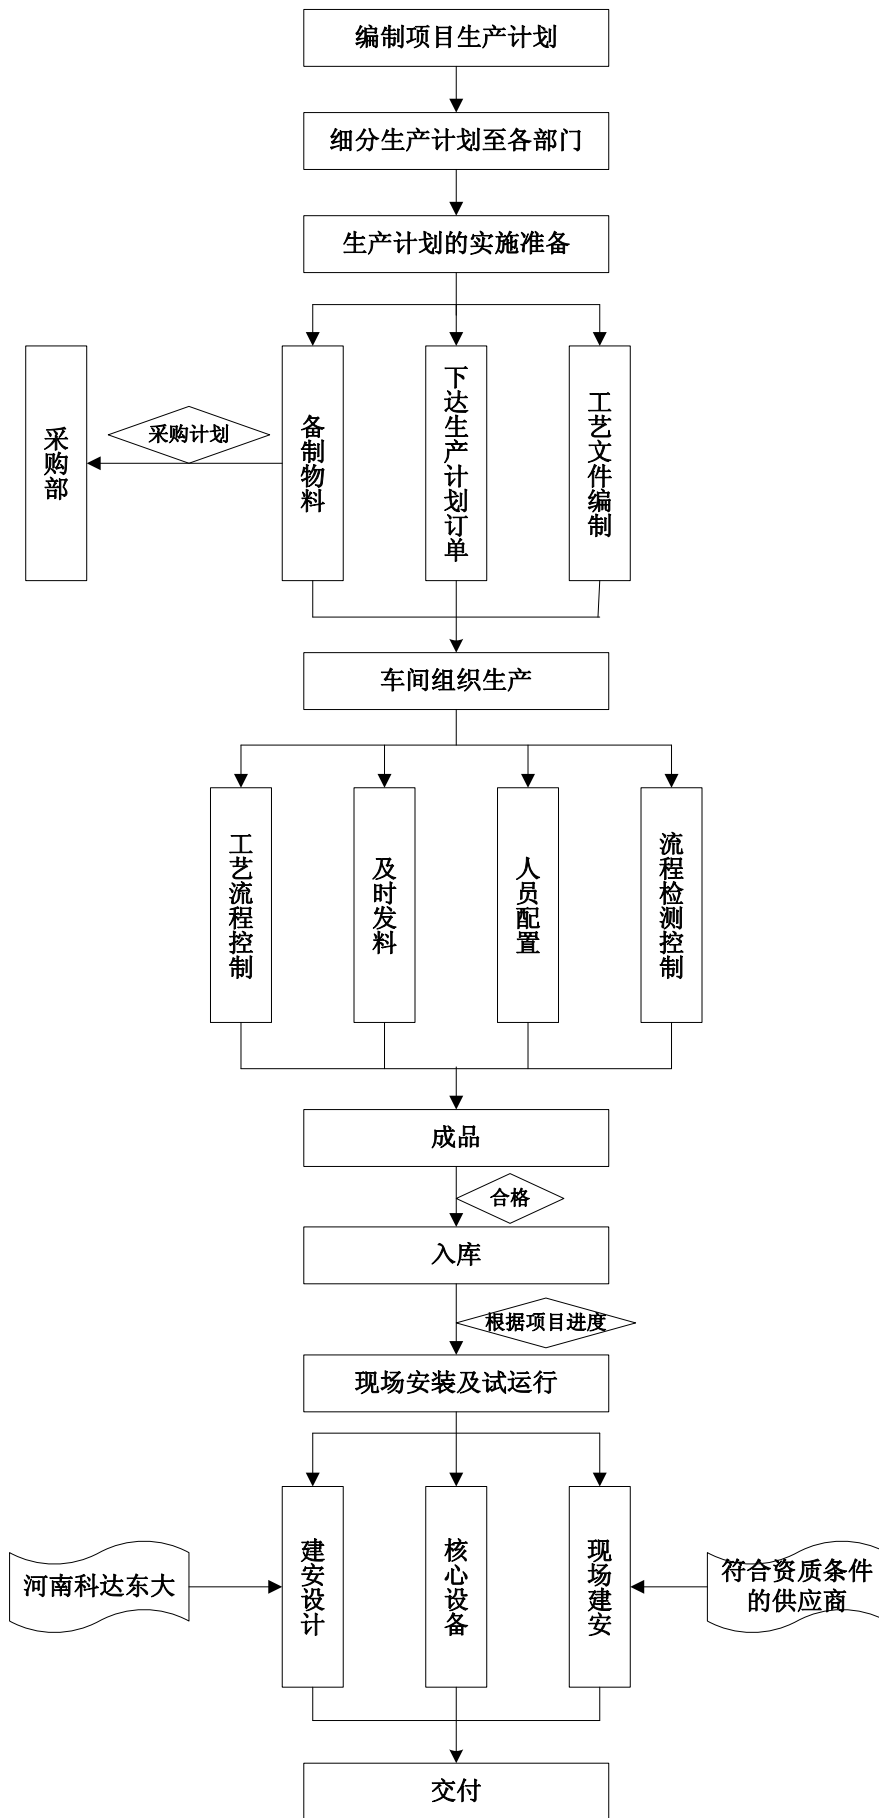 编制项目生产计划
细分生产计划至各部门
生产计划的实施准备
采购部
采购计划
备制物料
下达生产计划订单
工艺文件编制
车间组织生产
工艺流程控制
及时发料
人员配置
流程检测控制
成品
合格
入库
根据项目进度
现场安装及试运行
河南科达东大
建安设计
核心设备
现场建安
符合资质条件
的供应商
交付